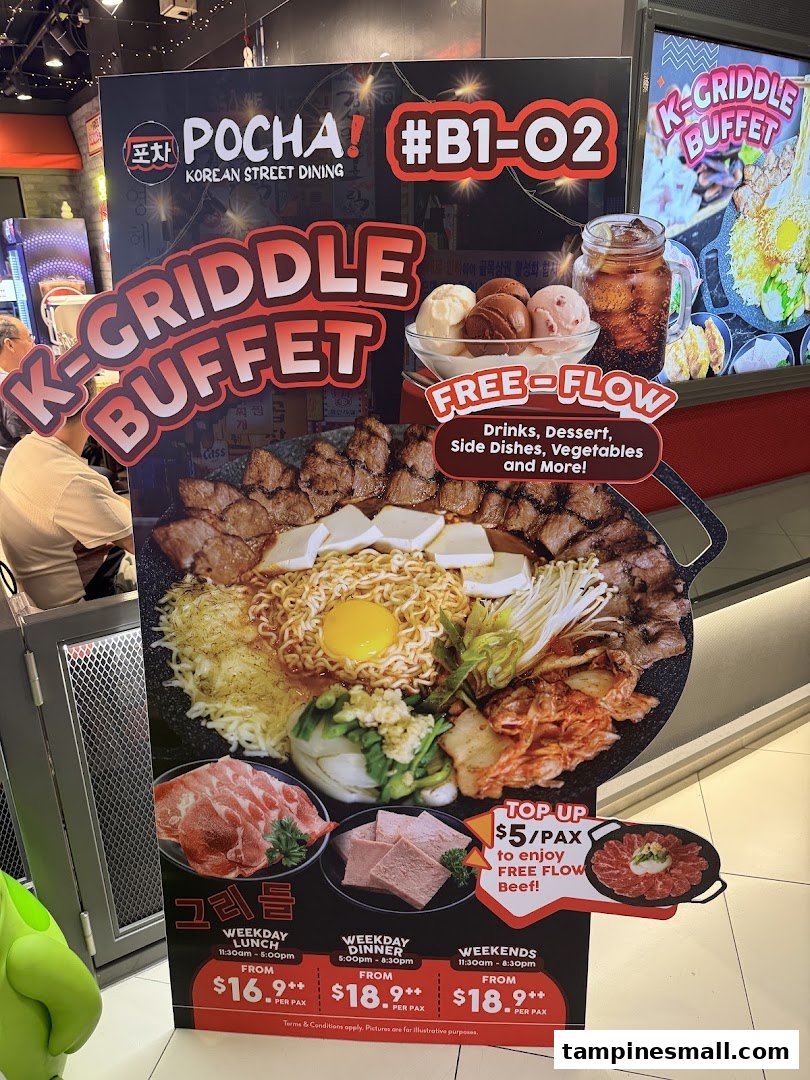 포차
POCHA!
KOREAN STREET DINING
#B1-02
K-GRIDDLE
BUFFET
K-GRIDDLE
BUFFET
FREE-FLOW
Drinks, Dessert,
Side Dishes, Vegetables
and More!
Cass
TOP UP
$5/PAX
to enjoy
FREE FLOW
Beef!
그리들
WEEKDAY
LUNCH
11:30am - 5:00pm
FROM
$16.9++
PER PAX
WEEKDAY
DINNER
5:00pm - 8:30pm
FROM
$18.9++
PER PAX
WEEKENDS
11:30am - 8:30pm
FROM
$18.9++
PER PAX
Terms & Conditions apply. Pictures are for illustrative purposes.
tampinesmall.com